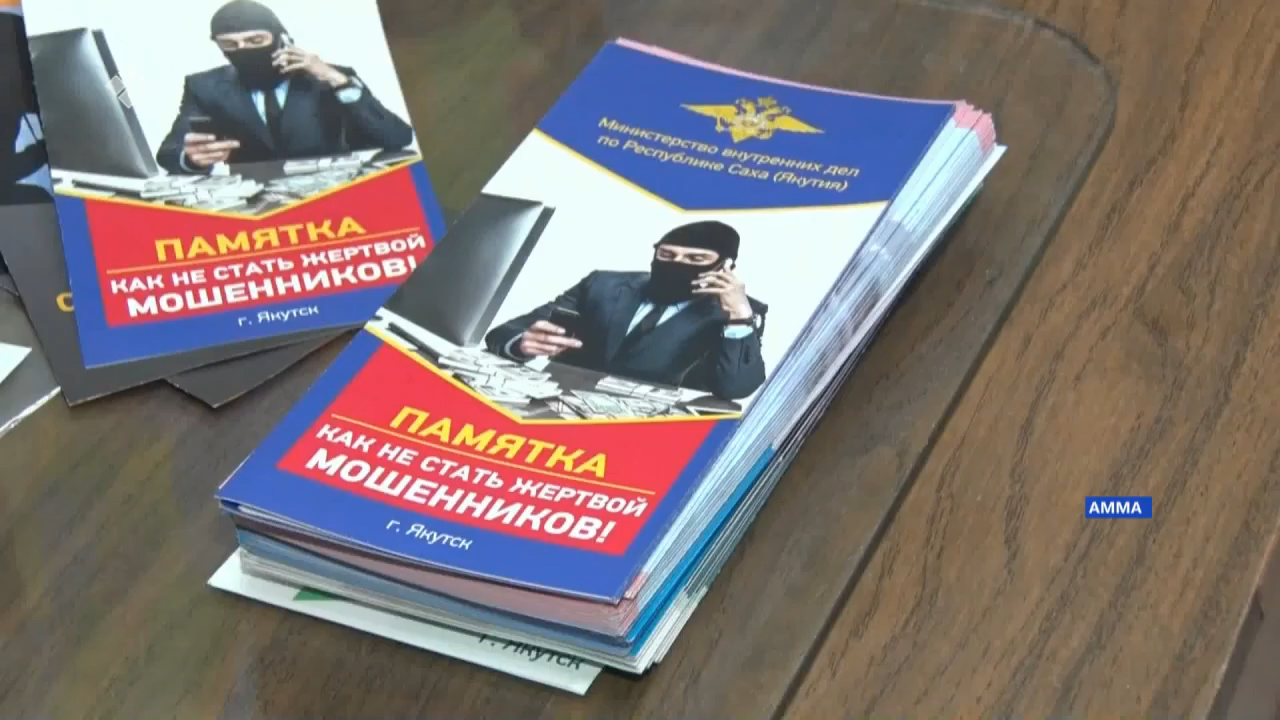 ПАМЯТКА
КАК НЕ СТАТЬ ЖЕРТВОЙ
МОШЕННИКОВ!
г. Якутск
Министерство внутренних дел
по Республике Саха (Якутия)
ПАМЯТКА
КАК НЕ СТАТЬ ЖЕРТВОЙ
МОШЕННИКОВ!
г. Якутск
г. Якутск
АММА